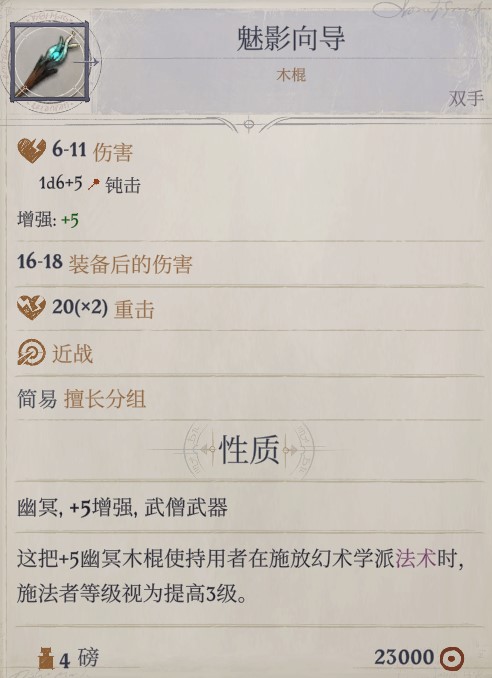 魅影向导
木棍
双手
6-11 伤害
1d6+5 钝击
增强: +5
16-18 装备后的伤害
20(×2) 重击
近战
简易 擅长分组
性质
幽冥, +5增强, 武僧武器
这把+5幽冥木棍使持用者在施放幻术学派法术时,
施法者等级视为提高3级。
4 磅
23000